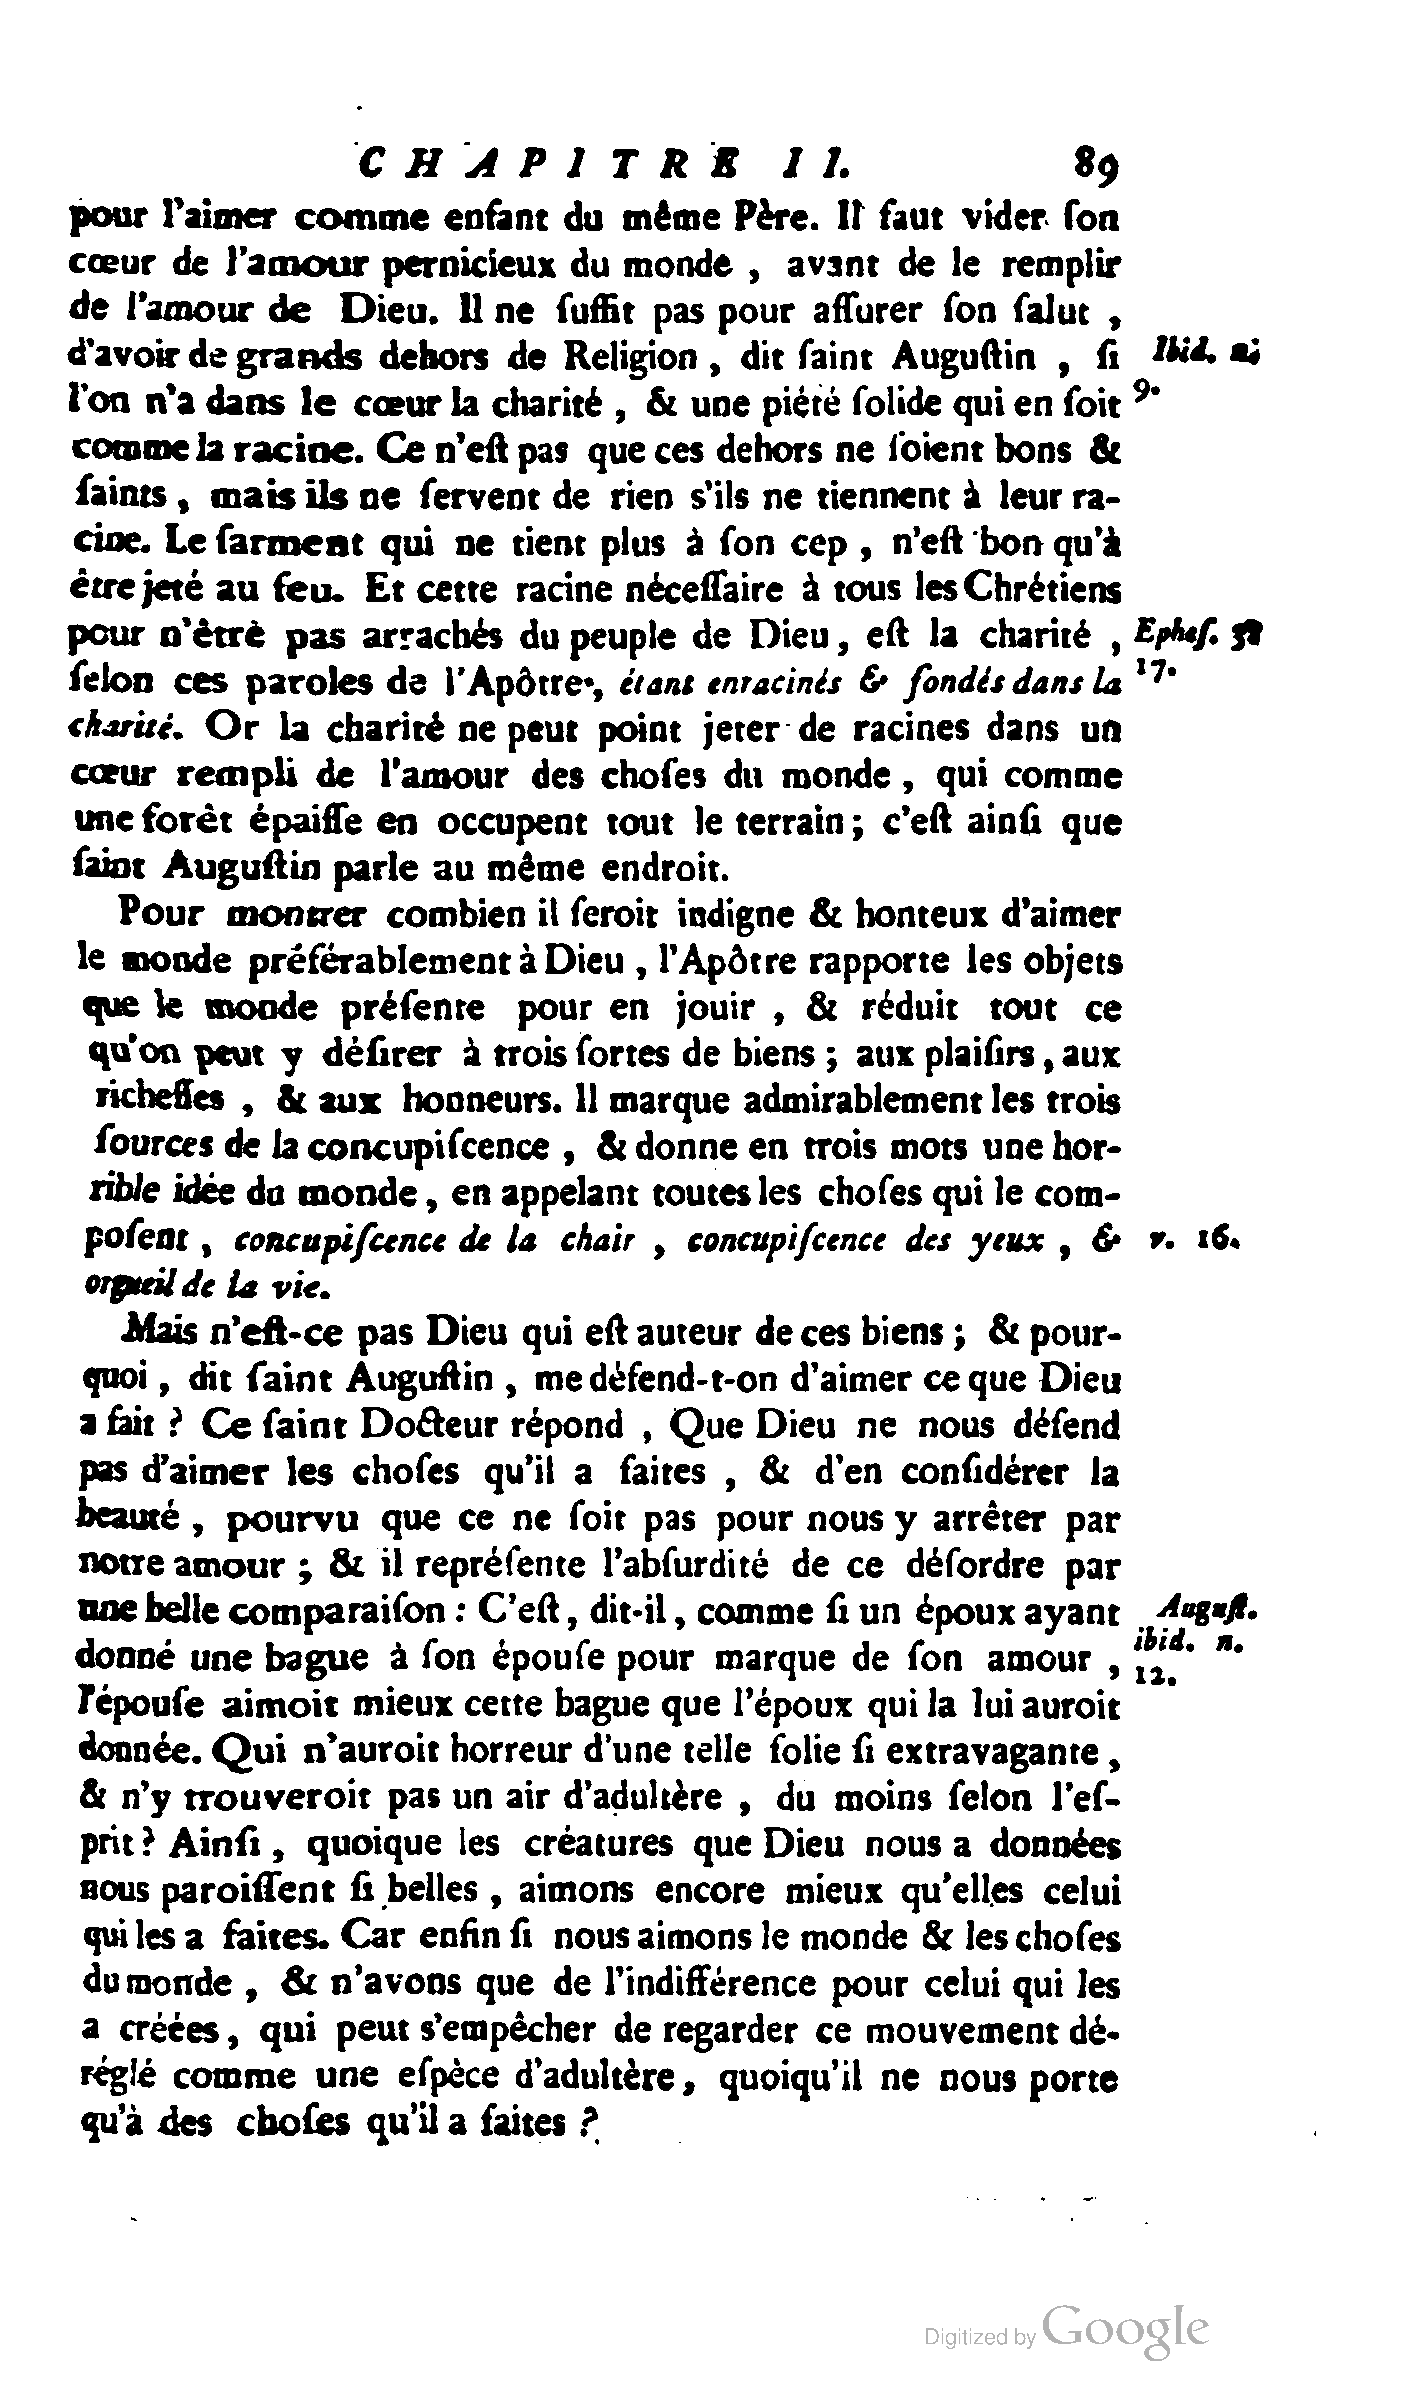 CHAPITRE II. 89
pour l'aimer comme enfant du même Père. Il faut vider ſon
cœur de l'amour pernicieux du monde, avant de le remplir
de l'amour de Dieu. Il ne ſuffit pas pour aſſurer ſon ſalut,
d'avoir de grands dehors de Religion, dit ſaint Auguſtin, ſi
Ibid. n.
l'on n'a dans le cœur la charité, & une piété ſolide qui en ſoit
9.
comme la racine. Ce n'eſt pas que ces dehors ne ſoient bons &
ſaints, mais ils ne ſervent de rien s'ils ne tiennent à leur ra-
cine. Le ſarment qui ne tient plus à ſon cep, n'eſt bon qu'à
être jeté au feu. Et cette racine néceſſaire à tous les Chrétiens
pour n'être pas arrachés du peuple de Dieu, eſt la charité,
Epheſ.
ſelon ces paroles de l'Apôtre, étant enracinés & fondés dans la
17.
charité. Or la charité ne peut point jeter de racines dans un
cœur rempli de l'amour des choſes du monde, qui comme
une forêt épaiſſe en occupent tout le terrain; c'eſt ainſi que
ſaint Auguſtin parle au même endroit.
Pour montrer combien il ſeroit indigne & honteux d'aimer
le monde préférablement à Dieu, l'Apôtre rapporte les objets
que le monde préſente pour en jouir, & réduit tout ce
qu'on peut y déſirer à trois ſortes de biens; aux plaiſirs, aux
richeſſes, & aux honneurs. Il marque admirablement les trois
ſources de la concupiſcence, & donne en trois mots une hor-
rible idée du monde, en appelant toutes les choſes qui le com-
poſent, concupiſcence de la chair, concupiſcence des yeux, &
v. 16.
orgueil de la vie.
Mais n'eſt-ce pas Dieu qui eſt auteur de ces biens; & pour-
quoi, dit ſaint Auguſtin, me défend-t-on d'aimer ce que Dieu
a fait? Ce ſaint Docteur répond, Que Dieu ne nous défend
pas d'aimer les choſes qu'il a faites, & d'en conſidérer la
beauté, pourvu que ce ne ſoit pas pour nous y arrêter par
notre amour; & il repréſente l'abſurdité de ce déſordre par
une belle comparaiſon: C'eſt, dit-il, comme ſi un époux ayant
Auguſt.
donné une bague à ſon épouſe pour marque de ſon amour,
ibid. n.
12.
l'épouſe aimoit mieux cette bague que l'époux qui la lui auroit
donnée. Qui n'auroit horreur d'une telle folie ſi extravagante,
& n'y trouveroit pas un air d'adultère, du moins ſelon l'eſ-
prit? Ainſi, quoique les créatures que Dieu nous a données
nous paroiſſent ſi belles, aimons encore mieux qu'elles celui
qui les a faites. Car enfin ſi nous aimons le monde & les choſes
du monde, & n'avons que de l'indifférence pour celui qui les
a créées, qui peut s'empêcher de regarder ce mouvement dé-
réglé comme une eſpèce d'adultère, quoiqu'il ne nous porte
qu'à des choſes qu'il a faites?
Digitized by Google